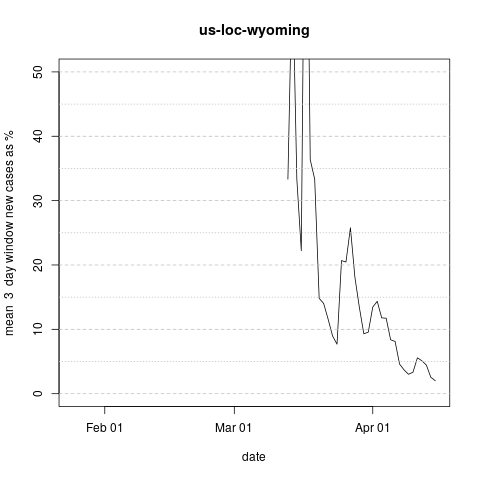 us-loc-wyoming
mean 3 day window new cases as %
50
40
30
20
10
0
Feb 01
Mar 01
Apr 01
date